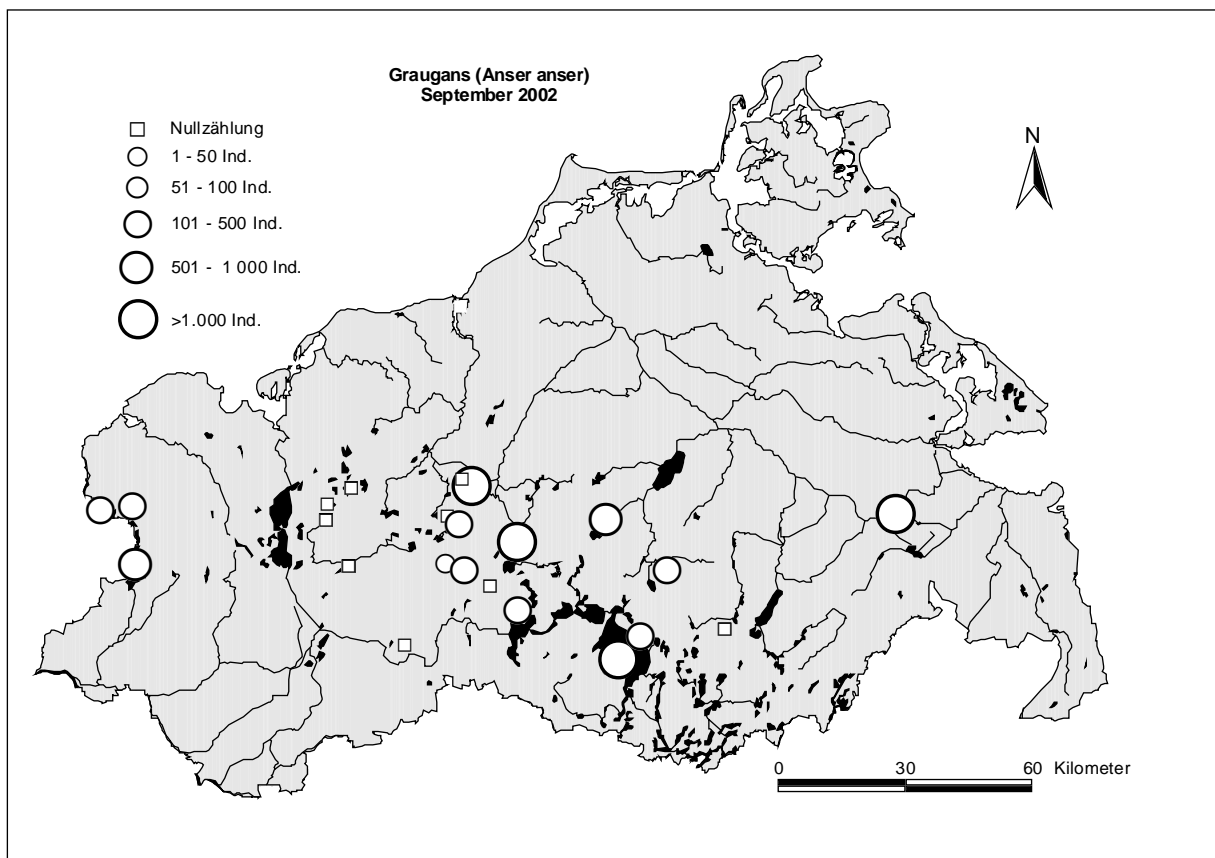 Graugans (Anser anser)
September 2002
Nullzählung
1 - 50 Ind.
51 - 100 Ind.
101 - 500 Ind.
501 - 1 000 Ind.
>1.000 Ind.
N
0 30 60 Kilometer